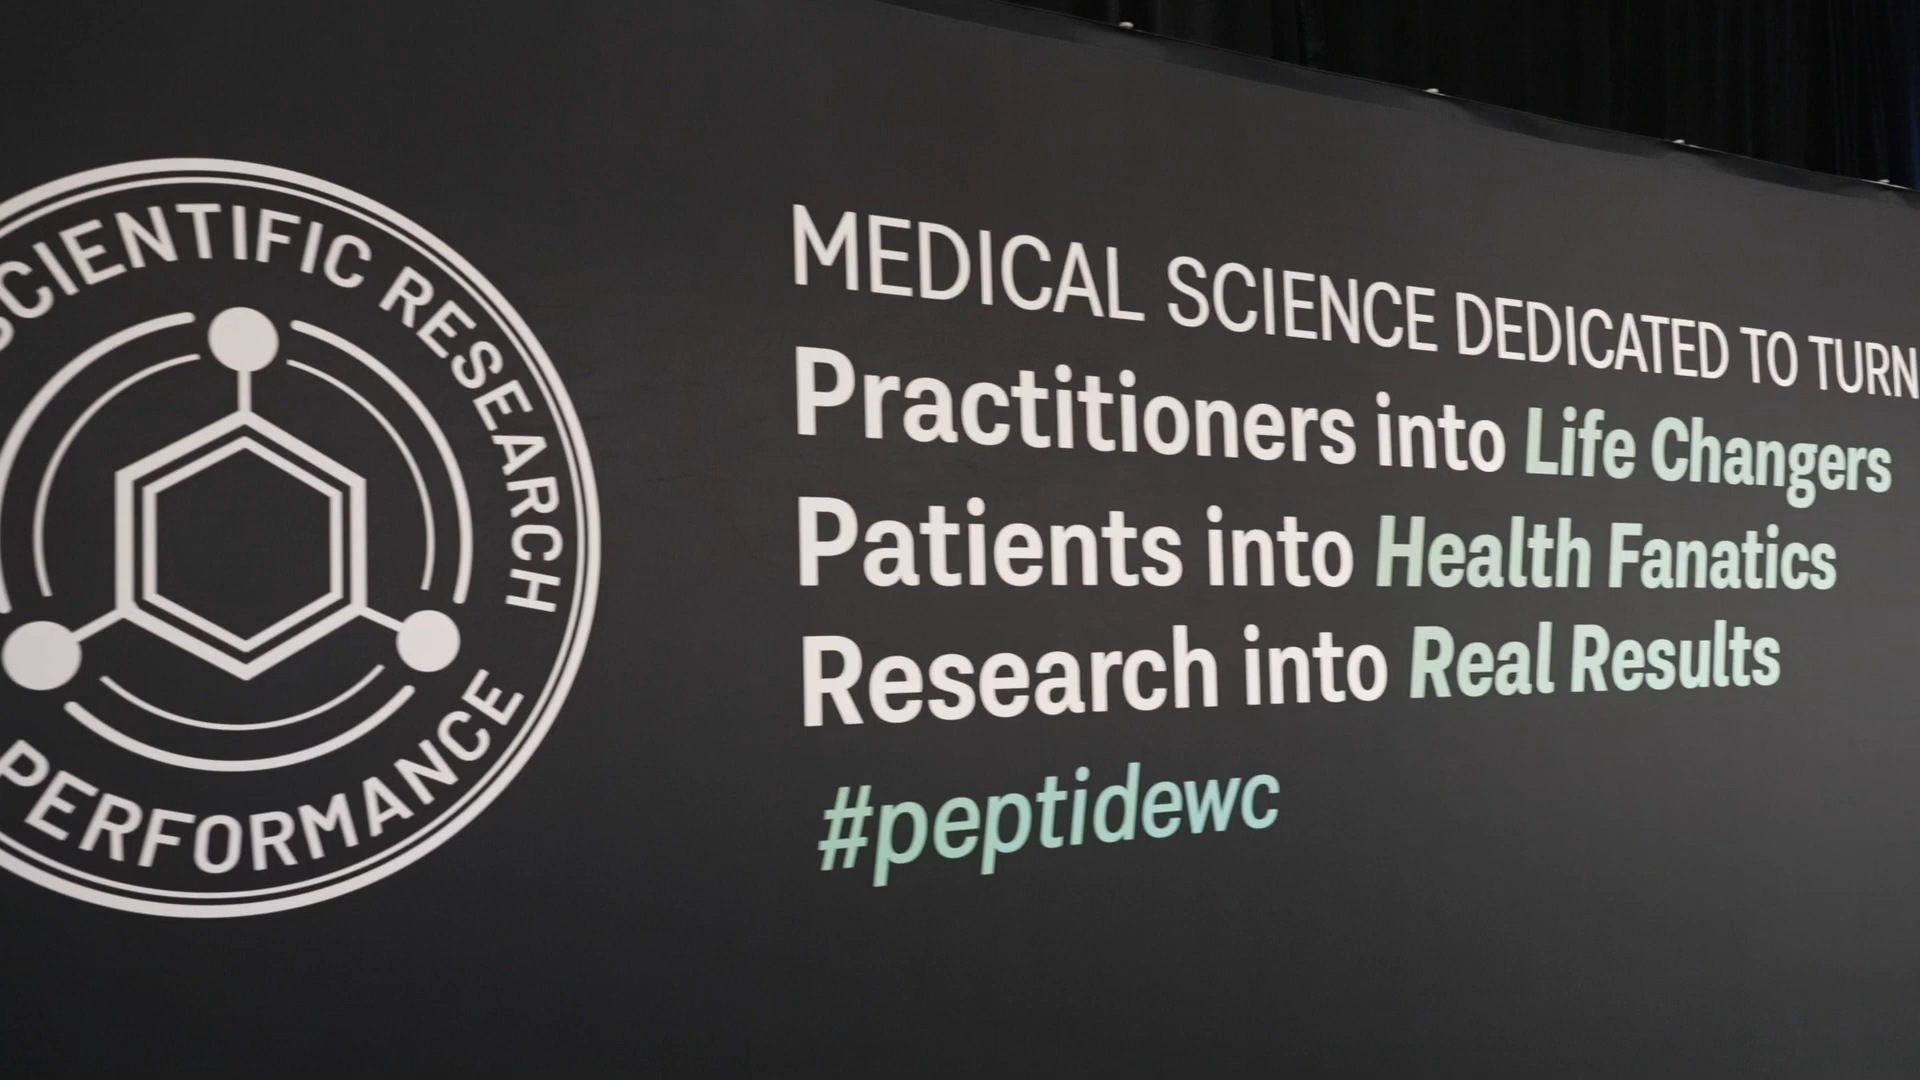 SCIENTIFIC RESEARCH
PERFORMANCE
MEDICAL SCIENCE DEDICATED TO TURN
Practitioners into Life Changers
Patients into Health Fanatics
Research into Real Results
#peptidewc